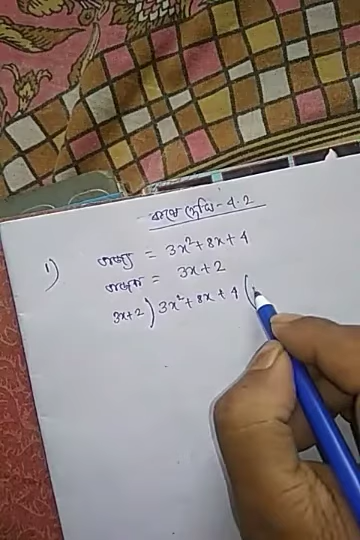 কষে দেখি - 4.2
1) ভাজ্য = 3x²+8x+4
ভাজক = 3x+2
3x+2) 3x²+8x+4 (